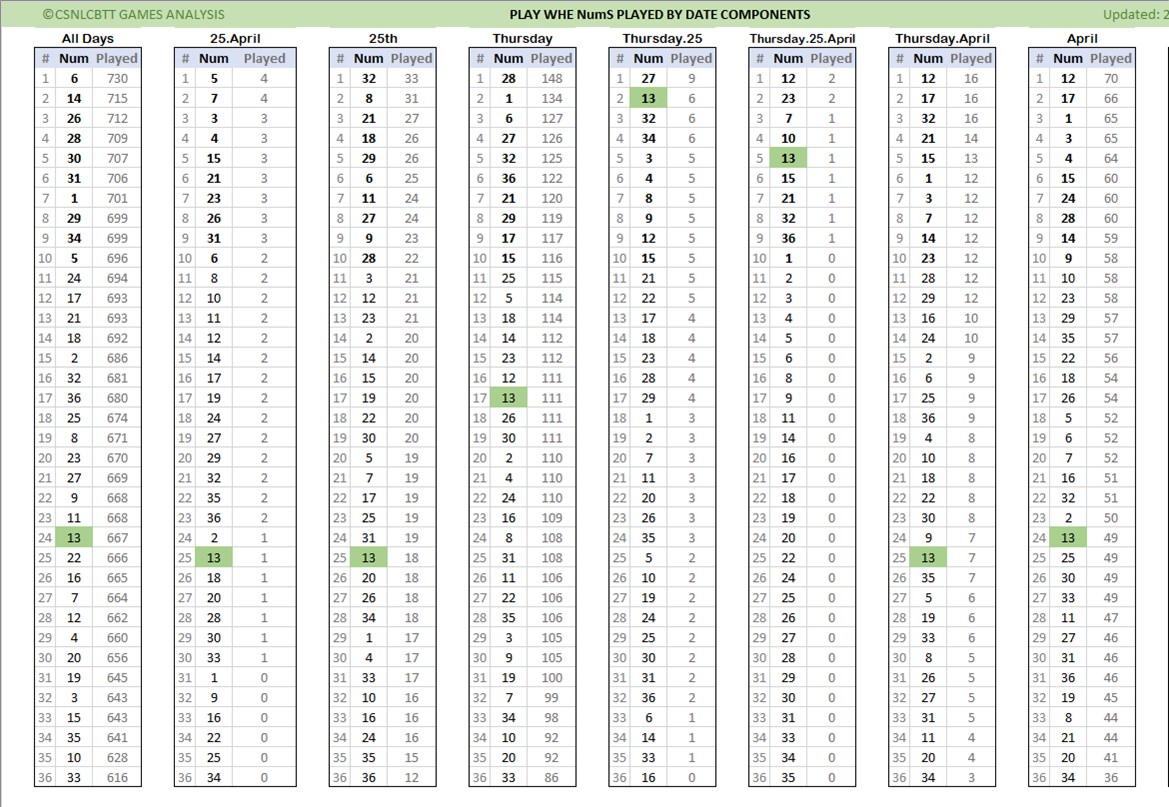 ©CSNLCBTT GAMES ANALYSIS PLAY WHE NumS PLAYED BY DATE COMPONENTS Updated: 2
All Days 25.April 25th Thursday Thursday.25 Thursday.25.April Thursday.April April
# Num Played # Num Played # Num Played # Num Played # Num Played # Num Played # Num Played # Num Played
1 6 730 1 5 4 1 32 33 1 28 148 1 27 9 1 12 2 1 12 16 1 12 70
2 14 715 2 7 4 2 8 31 2 1 134 2 13 6 2 23 2 2 17 16 2 17 66
3 26 712 3 3 3 3 21 27 3 6 127 3 32 6 3 7 1 3 32 16 3 1 65
4 28 709 4 4 3 4 18 26 4 27 126 4 34 6 4 10 1 4 21 14 4 3 65
5 30 707 5 15 3 5 29 26 5 32 125 5 3 5 5 13 1 5 15 13 5 4 64
6 31 706 6 21 3 6 6 25 6 36 122 6 4 5 6 15 1 6 1 12 6 15 60
7 1 701 7 23 3 7 11 24 7 21 120 7 8 5 7 21 1 7 3 12 7 24 60
8 29 699 8 26 3 8 27 24 8 29 119 8 9 5 8 32 1 8 7 12 8 28 60
9 34 699 9 31 3 9 9 23 9 17 117 9 12 5 9 36 1 9 14 12 9 14 59
10 5 696 10 6 2 10 28 22 10 15 116 10 15 5 10 1 0 10 23 12 10 9 58
11 24 694 11 8 2 11 3 21 11 25 115 11 21 5 11 2 0 11 28 12 11 10 58
12 17 693 12 10 2 12 12 21 12 5 114 12 22 5 12 3 0 12 29 12 12 23 58
13 21 693 13 11 2 13 23 21 13 18 114 13 17 4 13 4 0 13 16 10 13 29 57
14 18 692 14 12 2 14 2 20 14 14 112 14 18 4 14 5 0 14 24 10 14 35 57
15 2 686 15 14 2 15 14 20 15 23 112 15 23 4 15 6 0 15 2 9 15 22 56
16 32 681 16 17 2 16 15 20 16 12 111 16 28 4 16 8 0 16 6 9 16 18 54
17 36 680 17 19 2 17 19 20 17 13 111 17 29 4 17 9 0 17 25 9 17 26 54
18 25 674 18 24 2 18 22 20 18 26 111 18 1 3 18 11 0 18 36 9 18 5 52
19 8 671 19 27 2 19 30 20 19 30 111 19 2 3 19 14 0 19 4 8 19 6 52
20 23 670 20 29 2 20 5 19 20 2 110 20 7 3 20 16 0 20 10 8 20 7 52
21 27 669 21 32 2 21 7 19 21 4 110 21 11 3 21 17 0 21 18 8 21 16 51
22 9 668 22 35 2 22 17 19 22 24 110 22 20 3 22 18 0 22 22 8 22 32 51
23 11 668 23 36 2 23 25 19 23 16 109 23 26 3 23 19 0 23 30 8 23 2 50
24 13 667 24 2 1 24 31 19 24 8 108 24 35 3 24 20 0 24 9 7 24 13 49
25 22 666 25 13 1 25 13 18 25 31 108 25 5 2 25 22 0 25 13 7 25 25 49
26 16 665 26 18 1 26 20 18 26 11 106 26 10 2 26 24 0 26 35 7 26 30 49
27 7 664 27 20 1 27 26 18 27 22 106 27 19 2 27 25 0 27 5 6 27 33 49
28 12 662 28 28 1 28 34 18 28 35 106 28 24 2 28 26 0 28 19 6 28 11 47
29 4 660 29 30 1 29 1 17 29 3 105 29 25 2 29 27 0 29 33 6 29 27 46
30 20 656 30 33 1 30 4 17 30 9 105 30 30 2 30 28 0 30 8 5 30 31 46
31 19 645 31 1 0 31 33 17 31 19 100 31 31 2 31 29 0 31 26 5 31 36 46
32 3 643 32 9 0 32 10 16 32 7 99 32 36 2 32 30 0 32 27 5 32 19 45
33 15 643 33 16 0 33 16 16 33 34 98 33 6 1 33 31 0 33 31 5 33 8 44
34 35 641 34 22 0 34 24 16 34 10 92 34 14 1 34 33 0 34 11 4 34 21 44
35 10 628 35 25 0 35 35 15 35 20 92 35 33 1 35 34 0 35 20 4 35 20 41
36 33 616 36 34 0 36 36 12 36 33 86 36 16 0 36 35 0 36 34 3 36 34 36